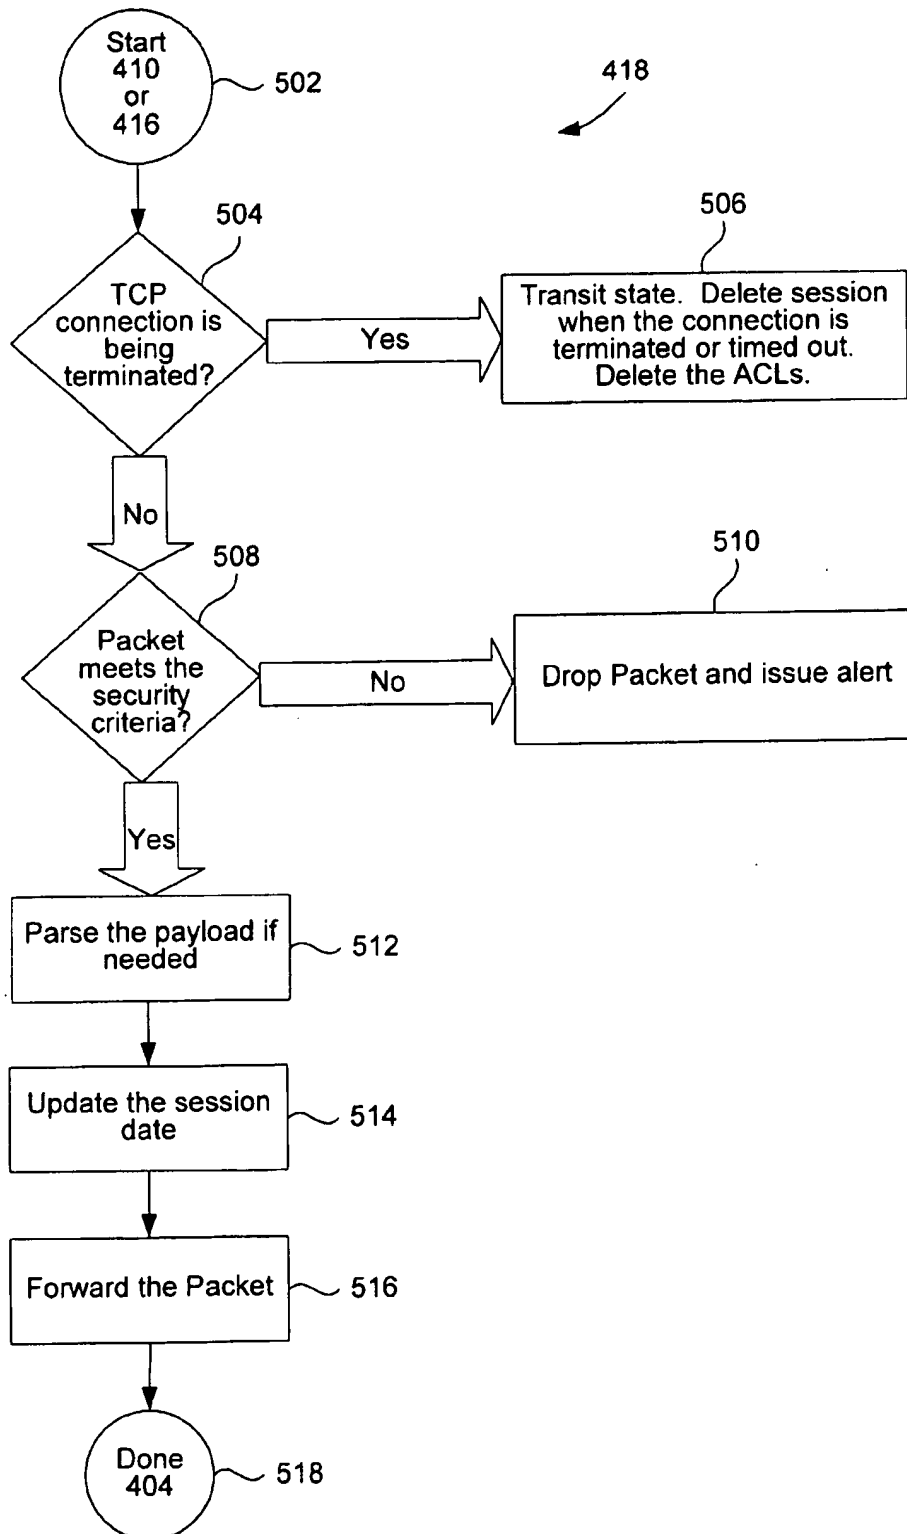 Start
410
or
416
502
418
504
506
TCP
connection is
being
terminated?
Yes
Transit state.  Delete session
when the connection is
terminated or timed out.
Delete the ACLs.
No
508
510
Packet
meets the
security
criteria?
No
Drop Packet and issue alert
Yes
Parse the payload if
needed
512
Update the session
date
514
Forward the Packet
516
Done
404
518